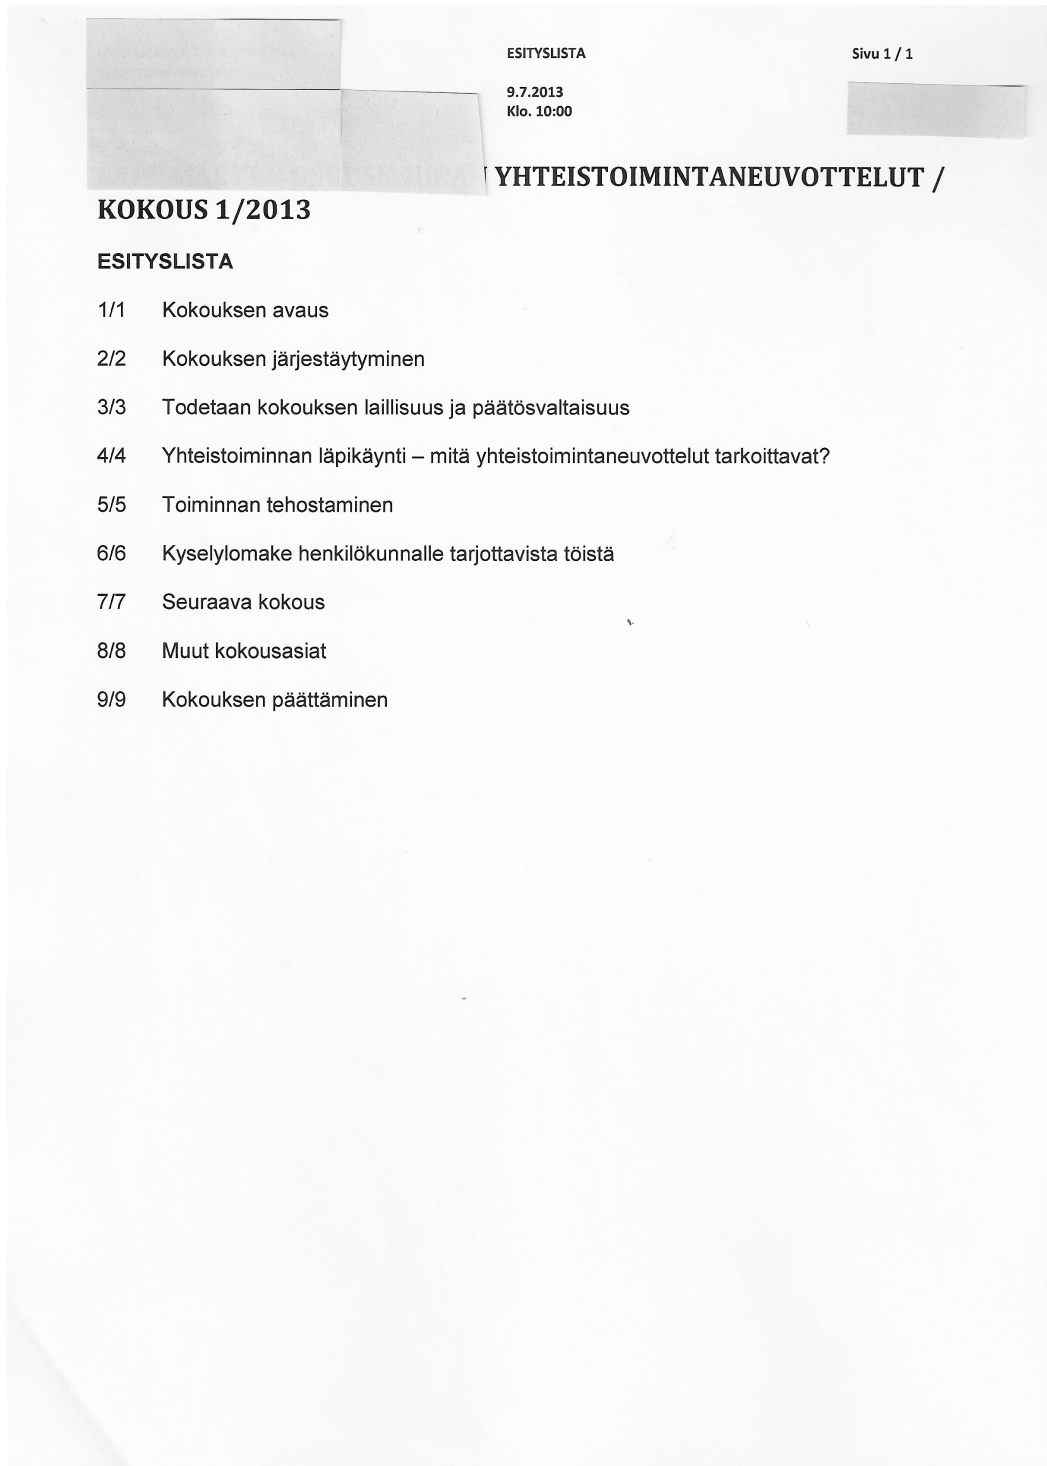 ESITYSLISTA
Sivu 1 / 1
9.7.2013
Klo. 10:00
YHTEISTOIMINTANEUVOTTELUT /
KOKOUS 1/2013
ESITYSLISTA
1/1 Kokouksen avaus
2/2 Kokouksen järjestäytyminen
3/3 Todetaan kokouksen laillisuus ja päätösvaltaisuus
4/4 Yhteistoiminnan läpikäynti – mitä yhteistoimintaneuvottelut tarkoittavat?
5/5 Toiminnan tehostaminen
6/6 Kyselylomake henkilökunnalle tarjottavista töistä
7/7 Seuraava kokous
8/8 Muut kokousasiat
9/9 Kokouksen päättäminen